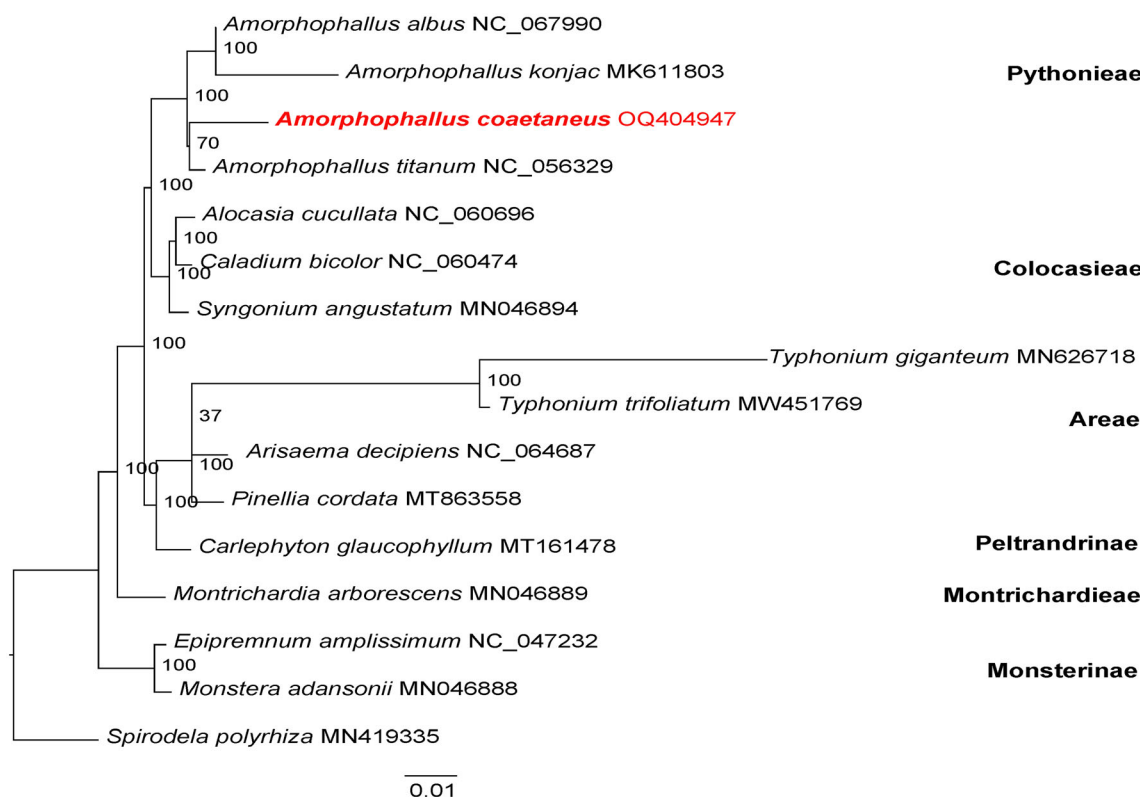 Amorphophallus albus NC_067990
100
Amorphophallus konjac MK611803
Pythonieae
100
Amorphophallus coaetaneus OQ404947
70
Amorphophallus titanum NC_056329
100
Alocasia cucullata NC_060696
100
Caladium bicolor NC_060474
Colocasieae
100
Syngonium angustatum MN046894
100
Typhonium giganteum MN626718
100
Typhonium trifoliatum MW451769
37
Areae
Arisaema decipiens NC_064687
100
100
Pinellia cordata MT863558
100
Carlephyton glaucophyllum MT161478
Peltrandrinae
Montrichardia arborescens MN046889
Montrichardieae
Epipremnum amplissimum NC_047232
100
Monsterinae
Monstera adansonii MN046888
Spirodela polyrhiza MN419335
0.01